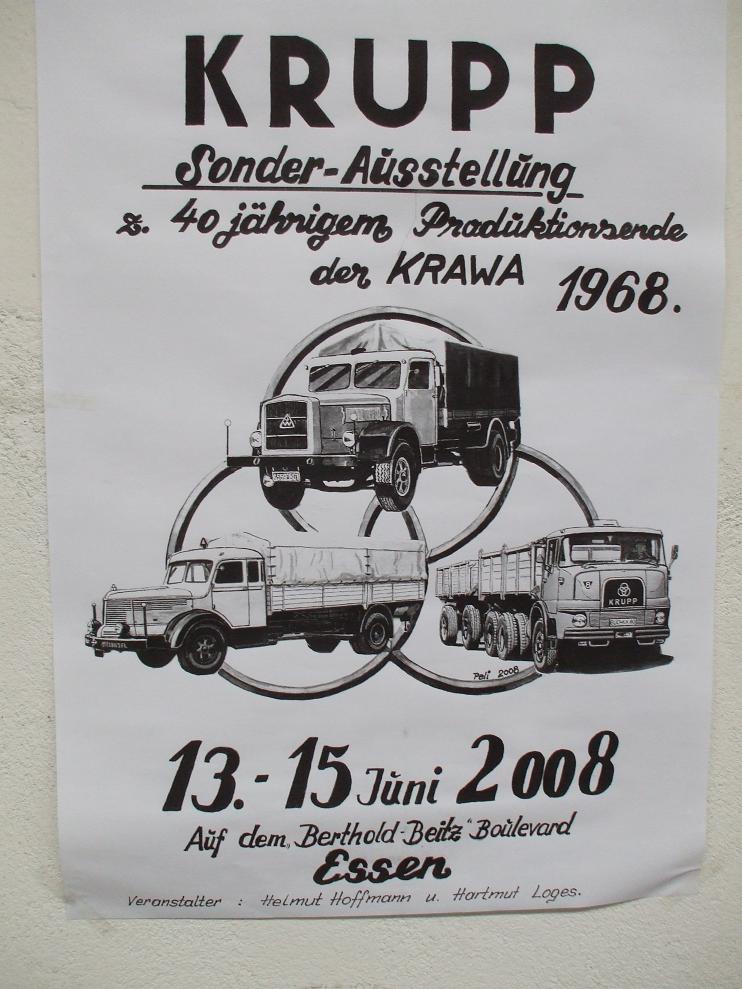 KRUPP
Sonder-Ausstellung
z. 40 jährigem Produktionsende
der KRAWA 1968.
KRUPP
Peli 2008
13.-15 Juni 2008
Auf dem „Berthold-Beitz" Boulevard
Essen
Veranstalter : Helmut Hoffmann u. Hartmut Loges.